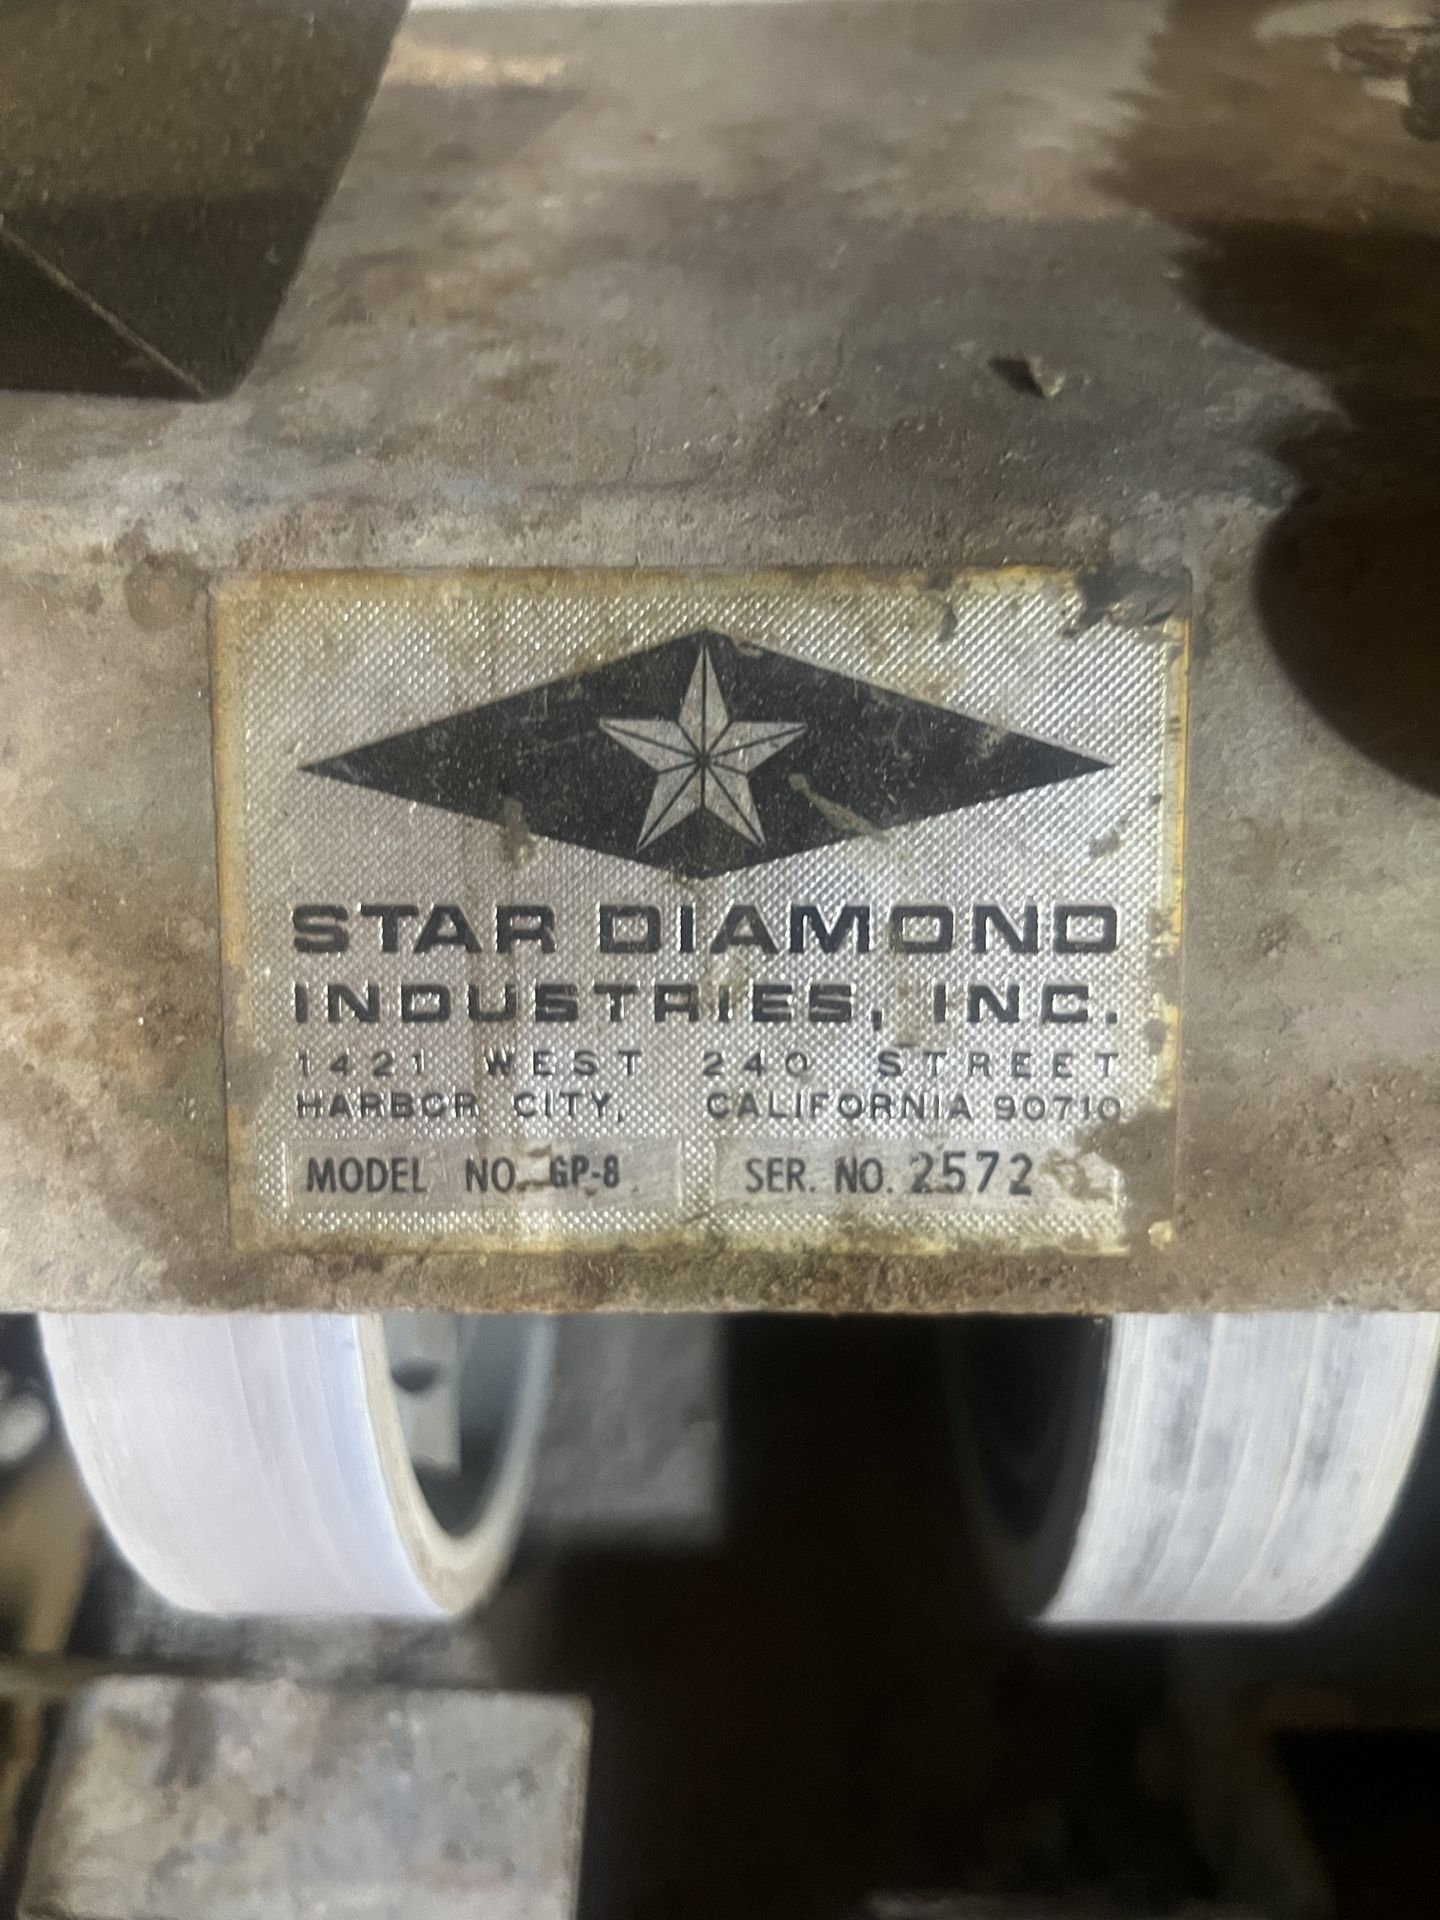 STAR DIAMOND
INDUSTRIES, INC.
1421 WEST 240 STREET
HARBOR CITY, CALIFORNIA 90710
MODEL NO. GP-8 SER. NO. 2572